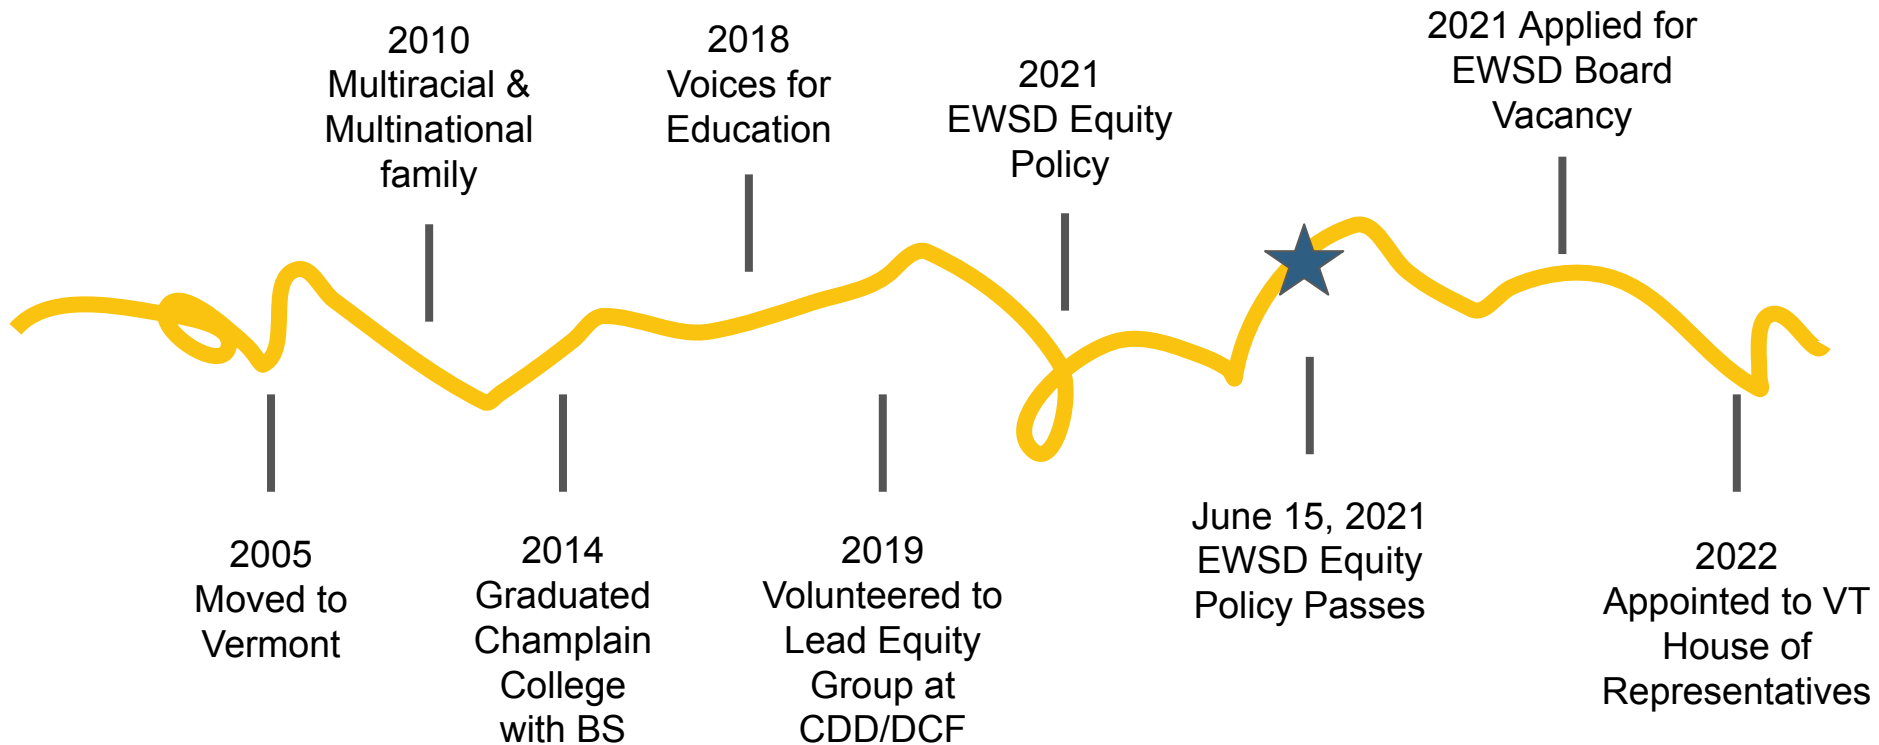 2005
Moved to
Vermont
2010
Multiracial &
Multinational
family
2014
Graduated
Champlain
College
with BS
2018
Voices for
Education
2019
Volunteered to
Lead Equity
Group at
CDD/DCF
2021
EWSD Equity
Policy
June 15, 2021
EWSD Equity
Policy Passes
2021 Applied for
EWSD Board
Vacancy
2022
Appointed to VT
House of
Representatives